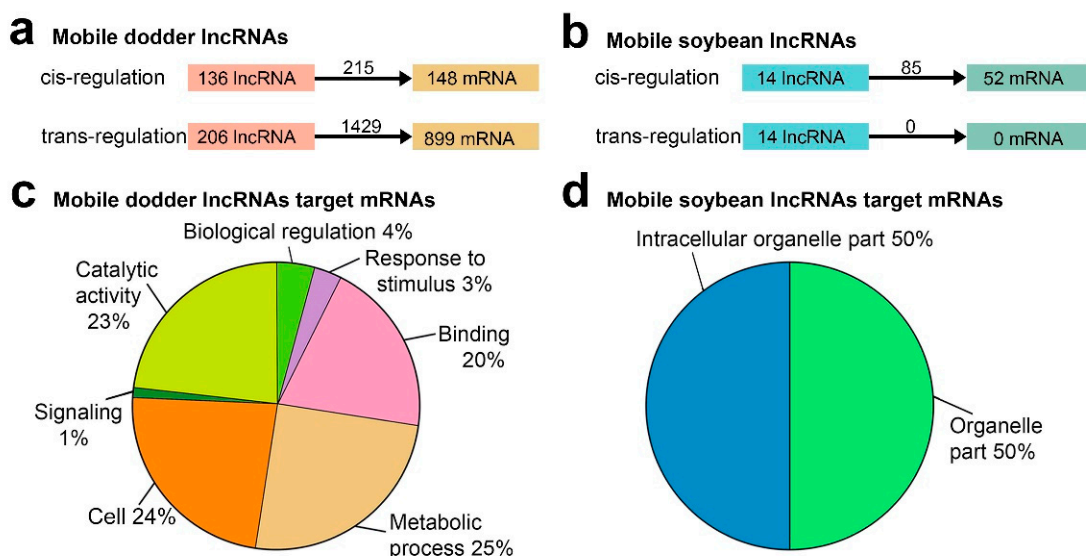 a Mobile dodder lncRNAs
cis-regulation 136 lncRNA 215 148 mRNA
trans-regulation 206 lncRNA 1429 899 mRNA
b Mobile soybean lncRNAs
cis-regulation 14 lncRNA 85 52 mRNA
trans-regulation 14 lncRNA 0 0 mRNA
c Mobile dodder lncRNAs target mRNAs
Biological regulation 4%
Response to
stimulus 3%
Binding
20%
Metabolic
process 25%
Cell 24%
Signaling
1%
Catalytic
activity
23%
d Mobile soybean lncRNAs target mRNAs
Intracellular organelle part 50%
Organelle
part 50%